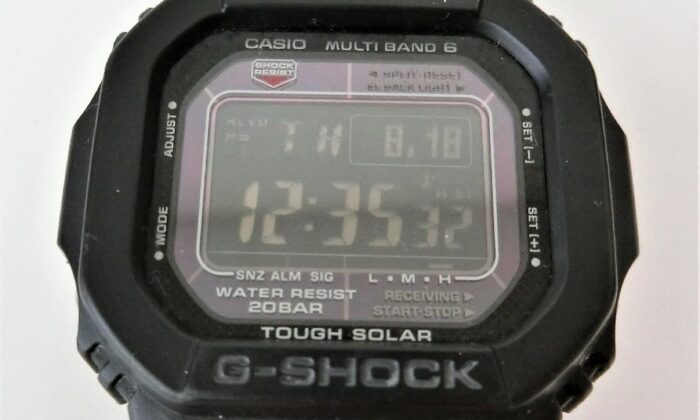 CASIO MULTI BAND 6
SHOCK RESIST
◄ SPLIT·RESET
BACK LIGHT ►
ADJUST
MODE
SET [−]
SET [+]
TH 8.18
12:35 32
SNZ ALM SIG L • M • H
WATER RESIST
20BAR
RECEIVING ►
START·STOP ►
TOUGH SOLAR
G-SHOCK